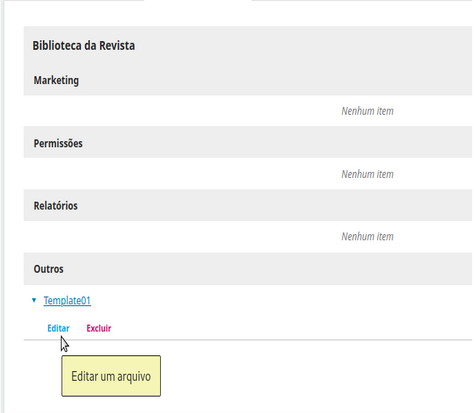 Biblioteca da Revista
Marketing
Nenhum item
Permissões
Nenhum item
Relatórios
Nenhum item
Outros
Template01
Editar Excluir
Editar um arquivo